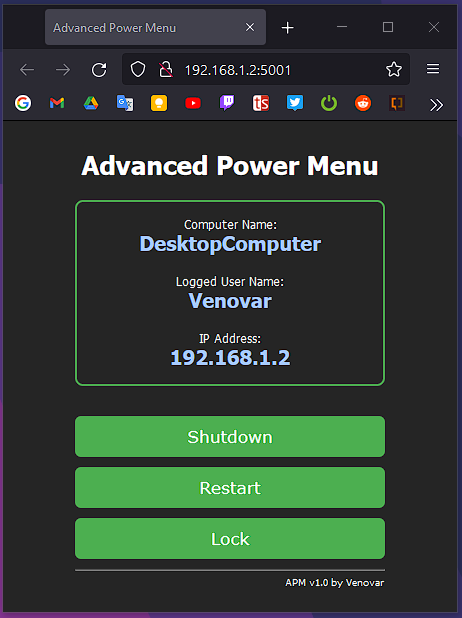 Advanced Power Menu
192.168.1.2:5001
Advanced Power Menu
Computer Name:
DesktopComputer
Logged User Name:
Venovar
IP Address:
192.168.1.2
Shutdown
Restart
Lock
APM v1.0 by Venovar